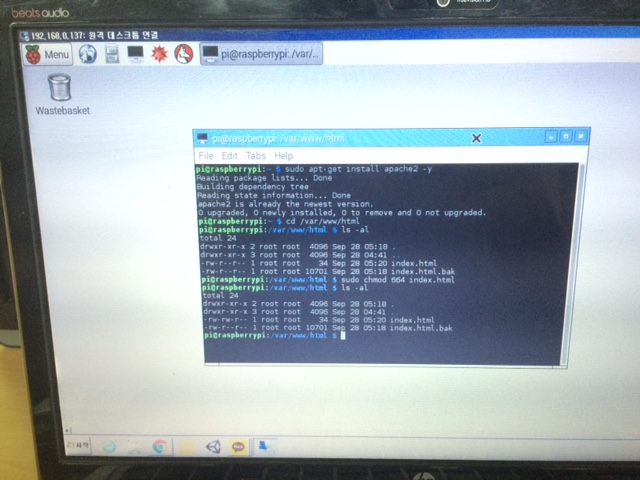 beats audio
192.168.0.137: 원격 데스크톱 연결
Menu
pi@raspberrypi: /var/...
Wastebasket
pi@raspberrypi: /var/www/html
File Edit Tabs Help
pi@raspberrypi:~ $ sudo apt-get install apache2 -y
Reading package lists... Done
Building dependency tree
Reading state information... Done
apache2 is already the newest version.
0 upgraded, 0 newly installed, 0 to remove and 0 not upgraded.
pi@raspberrypi:~ $ cd /var/www/html
pi@raspberrypi:/var/www/html $ ls -al
total 24
drwxr-xr-x 2 root root 4096 Sep 28 05:18 .
drwxr-xr-x 3 root root 4096 Sep 28 04:41 ..
-rw-r--r-- 1 root root 34 Sep 28 05:20 index.html
-rw-r--r-- 1 root root 10701 Sep 28 05:18 index.html.bak
pi@raspberrypi:/var/www/html $ sudo chmod 664 index.html
pi@raspberrypi:/var/www/html $ ls -al
total 24
drwxr-xr-x 2 root root 4096 Sep 28 05:18 .
drwxr-xr-x 3 root root 4096 Sep 28 04:41 ..
-rw-rw-r-- 1 root root 34 Sep 28 05:20 index.html
-rw-r--r-- 1 root root 10701 Sep 28 05:18 index.html.bak
pi@raspberrypi:/var/www/html $
시작
hp